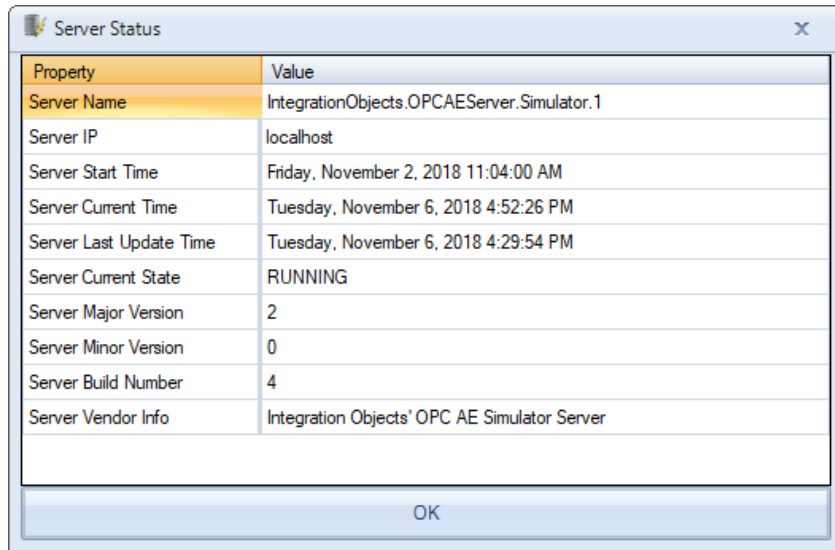 Server Status
Property Value
Server Name IntegrationObjects.OPCAEServer.Simulator.1
Server IP localhost
Server Start Time Friday, November 2, 2018 11:04:00 AM
Server Current Time Tuesday, November 6, 2018 4:52:26 PM
Server Last Update Time Tuesday, November 6, 2018 4:29:54 PM
Server Current State RUNNING
Server Major Version 2
Server Minor Version 0
Server Build Number 4
Server Vendor Info Integration Objects' OPC AE Simulator Server
OK